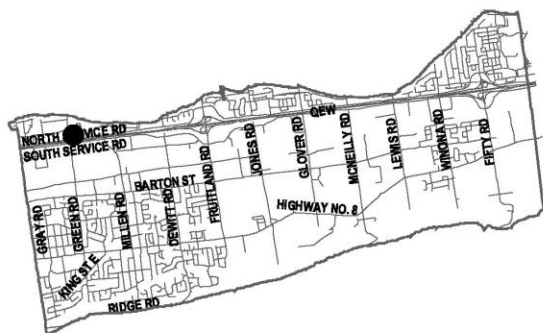 QEW
NORTH SERVICE RD
SOUTH SERVICE RD
BARTON ST
HIGHWAY NO. 8
GRAY RD
GREEN RD
MILLEN RD
DEWITT RD
FRUITLAND RD
JONES RD
GLOVER RD
MCNEILLY RD
LEWIS RD
WINONA RD
FIFTY RD
KING ST E
RIDGE RD